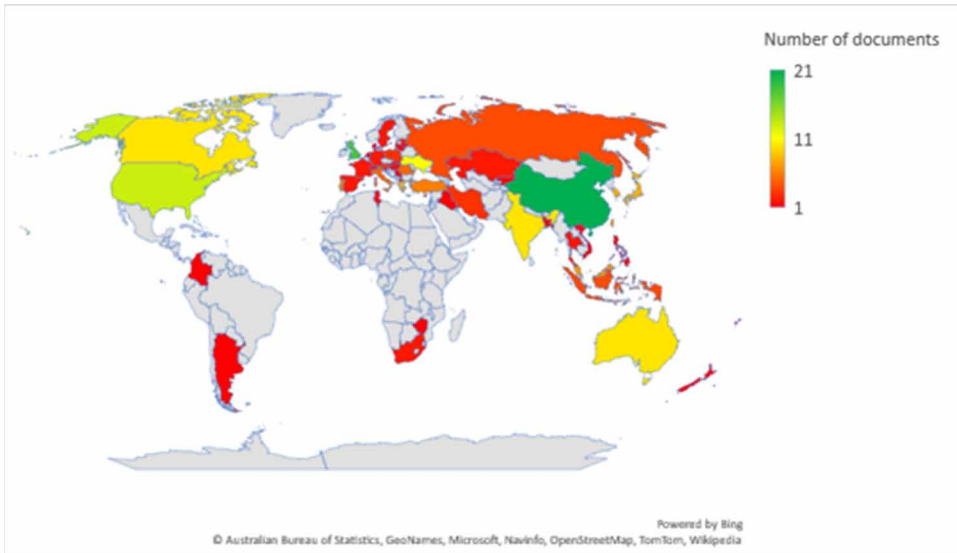 Number of documents
21
11
1
Powered by Bing
© Australian Bureau of Statistics, GeoNames, Microsoft, Navinfo, OpenStreetMap, TomTom, Wikipedia